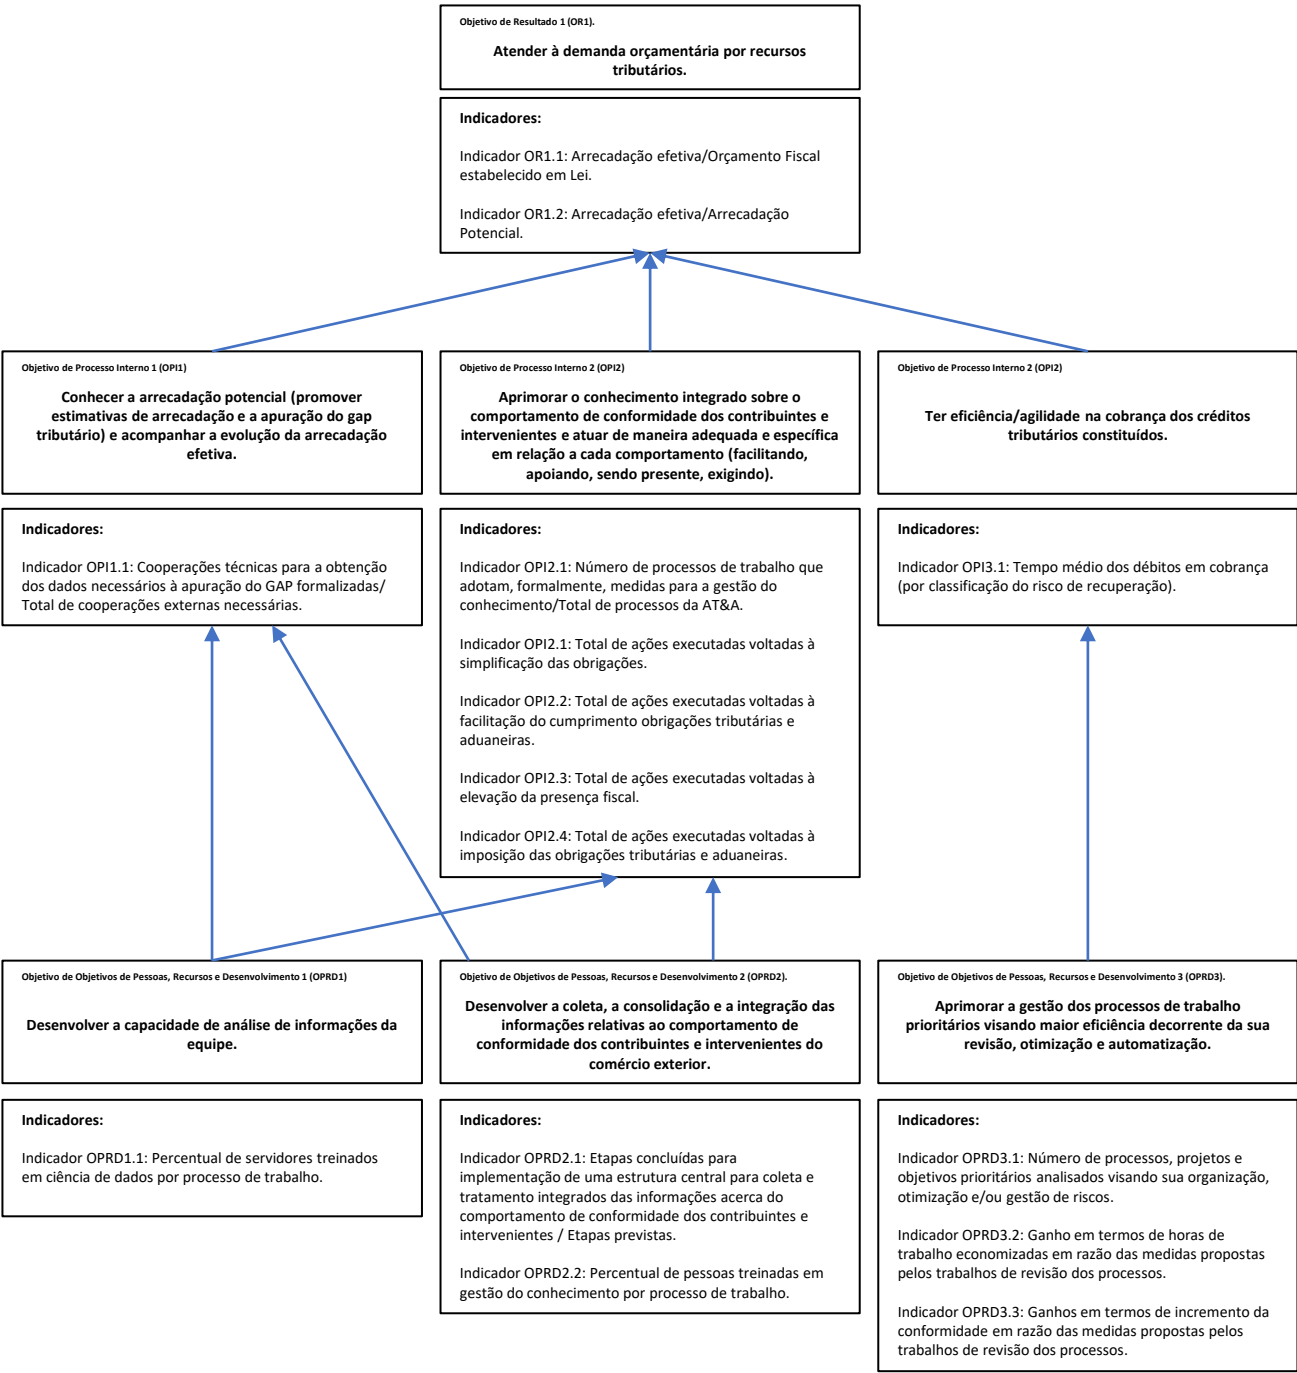 Objetivo de Resultado 1 (OR1).
Atender à demanda orçamentária por recursos
tributários.
Indicadores:
Indicador OR1.1: Arrecadação efetiva/Orçamento Fiscal
estabelecido em Lei.
Indicador OR1.2: Arrecadação efetiva/Arrecadação
Potencial.
Objetivo de Processo Interno 1 (OPI1)
Conhecer a arrecadação potencial (promover
estimativas de arrecadação e a apuração do gap
tributário) e acompanhar a evolução da arrecadação
efetiva.
Indicadores:
Indicador OPI1.1: Cooperações técnicas para a obtenção
dos dados necessários à apuração do GAP formalizadas/
Total de cooperações externas necessárias.
Objetivo de Processo Interno 2 (OPI2)
Aprimorar o conhecimento integrado sobre o
comportamento de conformidade dos contribuintes e
intervenientes e atuar de maneira adequada e específica
em relação a cada comportamento (facilitando,
apoiando, sendo presente, exigindo).
Indicadores:
Indicador OPI2.1: Número de processos de trabalho que
adotam, formalmente, medidas para a gestão do
conhecimento/Total de processos da AT&A.
Indicador OPI2.1: Total de ações executadas voltadas à
simplificação das obrigações.
Indicador OPI2.2: Total de ações executadas voltadas à
facilitação do cumprimento obrigações tributárias e
aduaneiras.
Indicador OPI2.3: Total de ações executadas voltadas à
elevação da presença fiscal.
Indicador OPI2.4: Total de ações executadas voltadas à
imposição das obrigações tributárias e aduaneiras.
Objetivo de Processo Interno 2 (OPI2)
Ter eficiência/agilidade na cobrança dos créditos
tributários constituídos.
Indicadores:
Indicador OPI3.1: Tempo médio dos débitos em cobrança
(por classificação do risco de recuperação).
Objetivo de Objetivos de Pessoas, Recursos e Desenvolvimento 1 (OPRD1)
Desenvolver a capacidade de análise de informações da
equipe.
Indicadores:
Indicador OPRD1.1: Percentual de servidores treinados
em ciência de dados por processo de trabalho.
Objetivo de Objetivos de Pessoas, Recursos e Desenvolvimento 2 (OPRD2).
Desenvolver a coleta, a consolidação e a integração das
informações relativas ao comportamento de
conformidade dos contribuintes e intervenientes do
comércio exterior.
Indicadores:
Indicador OPRD2.1: Etapas concluídas para
implementação de uma estrutura central para coleta e
tratamento integrados das informações acerca do
comportamento de conformidade dos contribuintes e
intervenientes / Etapas previstas.
Indicador OPRD2.2: Percentual de pessoas treinadas em
gestão do conhecimento por processo de trabalho.
Objetivo de Objetivos de Pessoas, Recursos e Desenvolvimento 3 (OPRD3).
Aprimorar a gestão dos processos de trabalho
prioritários visando maior eficiência decorrente da sua
revisão, otimização e automatização.
Indicadores:
Indicador OPRD3.1: Número de processos, projetos e
objetivos prioritários analisados visando sua organização,
otimização e/ou gestão de riscos.
Indicador OPRD3.2: Ganho em termos de horas de
trabalho economizadas em razão das medidas propostas
pelos trabalhos de revisão dos processos.
Indicador OPRD3.3: Ganhos em termos de incremento da
conformidade em razão das medidas propostas pelos
trabalhos de revisão dos processos.